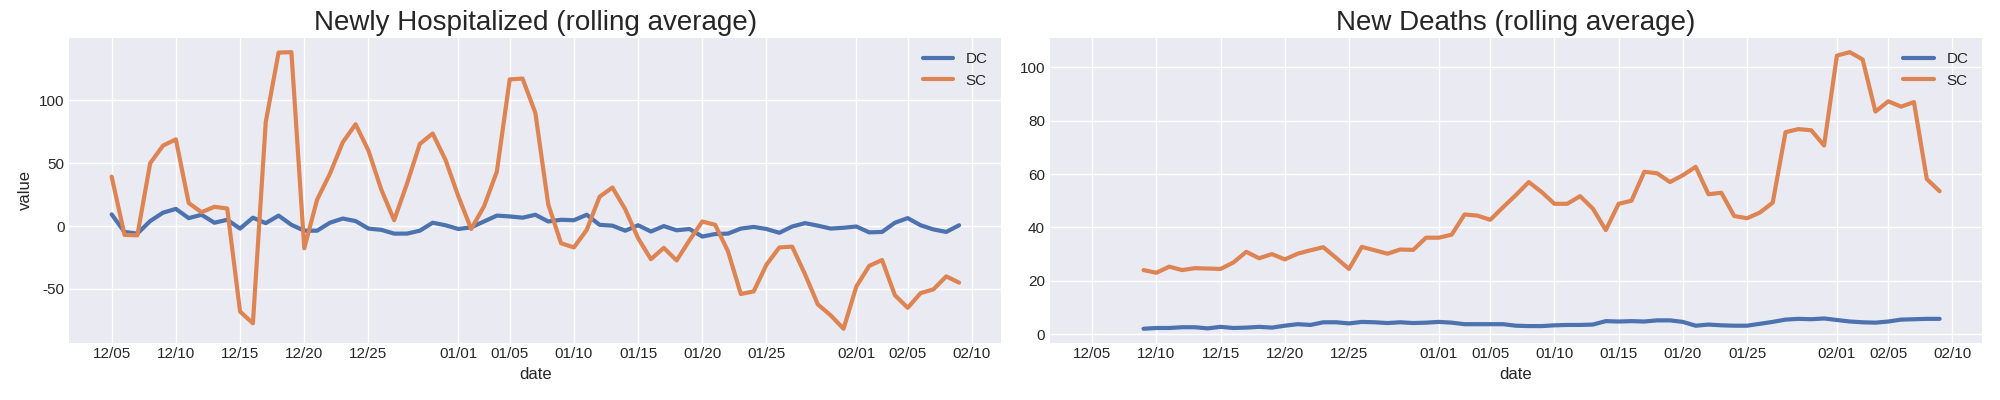 Newly Hospitalized (rolling average)
DC
SC
100
50
0
-50
value
12/05 12/10 12/15 12/20 12/25 01/01 01/05 01/10 01/15 01/20 01/25 02/01 02/05 02/10
date
New Deaths (rolling average)
DC
SC
100
80
60
40
20
0
12/05 12/10 12/15 12/20 12/25 01/01 01/05 01/10 01/15 01/20 01/25 02/01 02/05 02/10
date